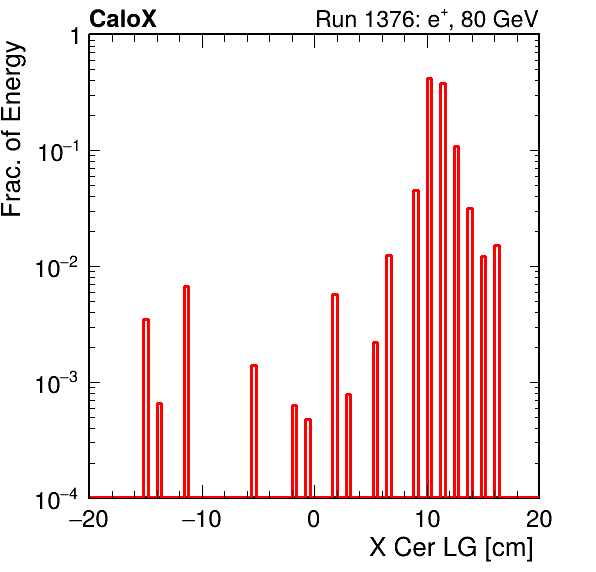 CaloX Run 1376: e⁺, 80 GeV
Frac. of Energy
1
10⁻¹
10⁻²
10⁻³
10⁻⁴
−20 −10 0 10 20
X Cer LG [cm]